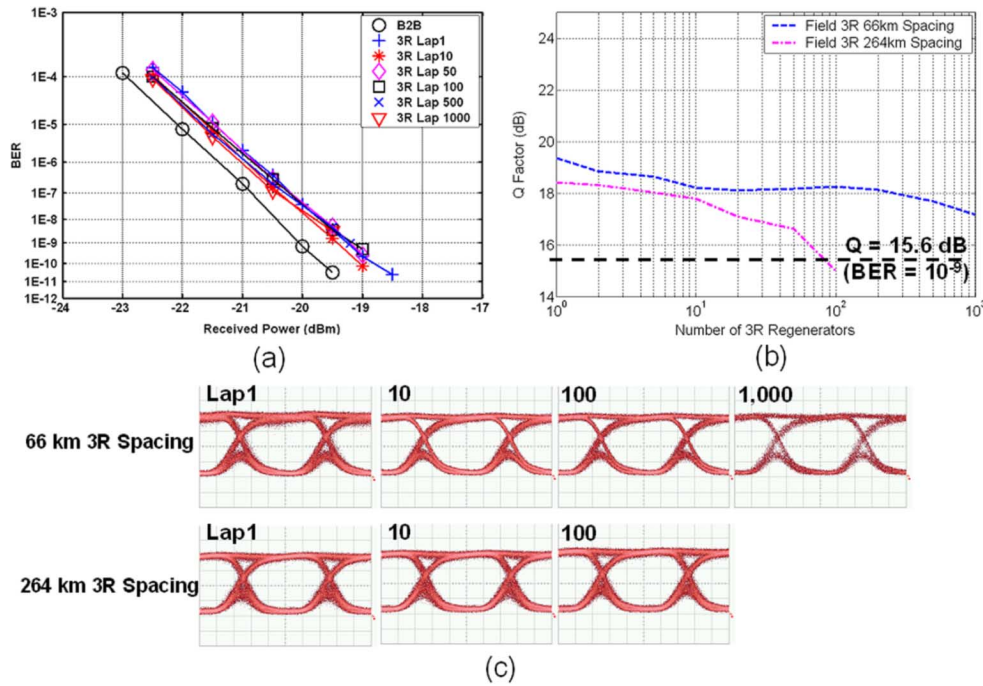 1E-3
1E-4
1E-5
1E-6
1E-7
1E-8
1E-9
1E-10
1E-11
1E-12
BER
-24
-23
-22
-21
-20
-19
-18
-17
Received Power (dBm)
B2B
3R Lap1
3R Lap10
3R Lap 50
3R Lap 100
3R Lap 500
3R Lap 1000
(a)
24
22
20
18
16
14
Q Factor (dB)
Field 3R 66km Spacing
Field 3R 264km Spacing
Q = 15.6 dB
(BER = 10^-9)
10^0
10^1
10^2
10^3
Number of 3R Regenerators
(b)
Lap1
10
100
1,000
66 km 3R Spacing
Lap1
10
100
264 km 3R Spacing
(c)